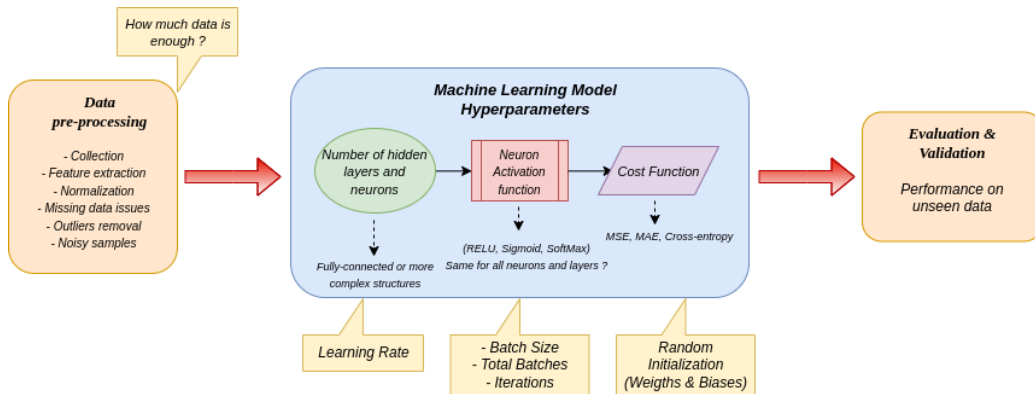 How much data is
enough ?
Data
pre-processing
- Collection
- Feature extraction
- Normalization
- Missing data issues
- Outliers removal
- Noisy samples
Machine Learning Model
Hyperparameters
Number of hidden
layers and
neurons
Neuron
Activation
function
Cost Function
Fully-connected or more
complex structures
(RELU, Sigmoid, SoftMax)
Same for all neurons and layers ?
MSE, MAE, Cross-entropy
Learning Rate
- Batch Size
- Total Batches
- Iterations
Random
Initialization
(Weigths & Biases)
Evaluation &
Validation
Performance on
unseen data